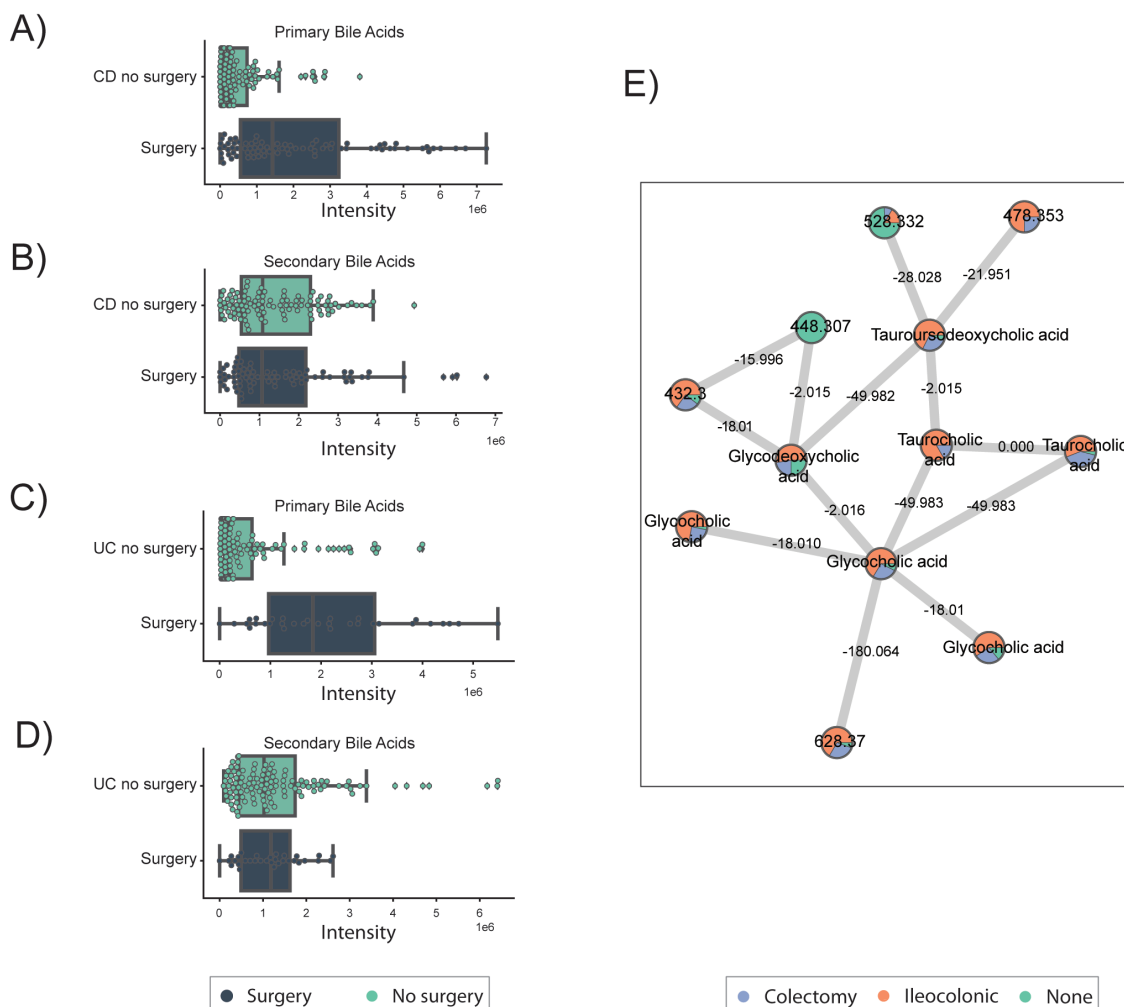 A)
Primary Bile Acids
CD no surgery
Surgery
0 1 2 3 4 5 6 7
1e6
Intensity
B)
Secondary Bile Acids
CD no surgery
Surgery
0 1 2 3 4 5 6 7
1e6
Intensity
C)
Primary Bile Acids
UC no surgery
Surgery
0 1 2 3 4 5
1e6
Intensity
D)
Secondary Bile Acids
UC no surgery
Surgery
0 1 2 3 4 5 6
1e6
Intensity
Surgery No surgery
E)
528.332
478.353
-28.028
-21.951
448.307
Tauroursodeoxycholic acid
-15.996
432.3
-2.015
-49.982
-2.015
-18.01
Glycodeoxycholic
acid
Taurocholic
acid
0.000
Taurocholic
acid
Glycocholic
acid
-2.016
-49.983
-49.983
-18.010
Glycocholic acid
-18.01
-180.064
Glycocholic acid
628.37
Colectomy Ileocolonic None